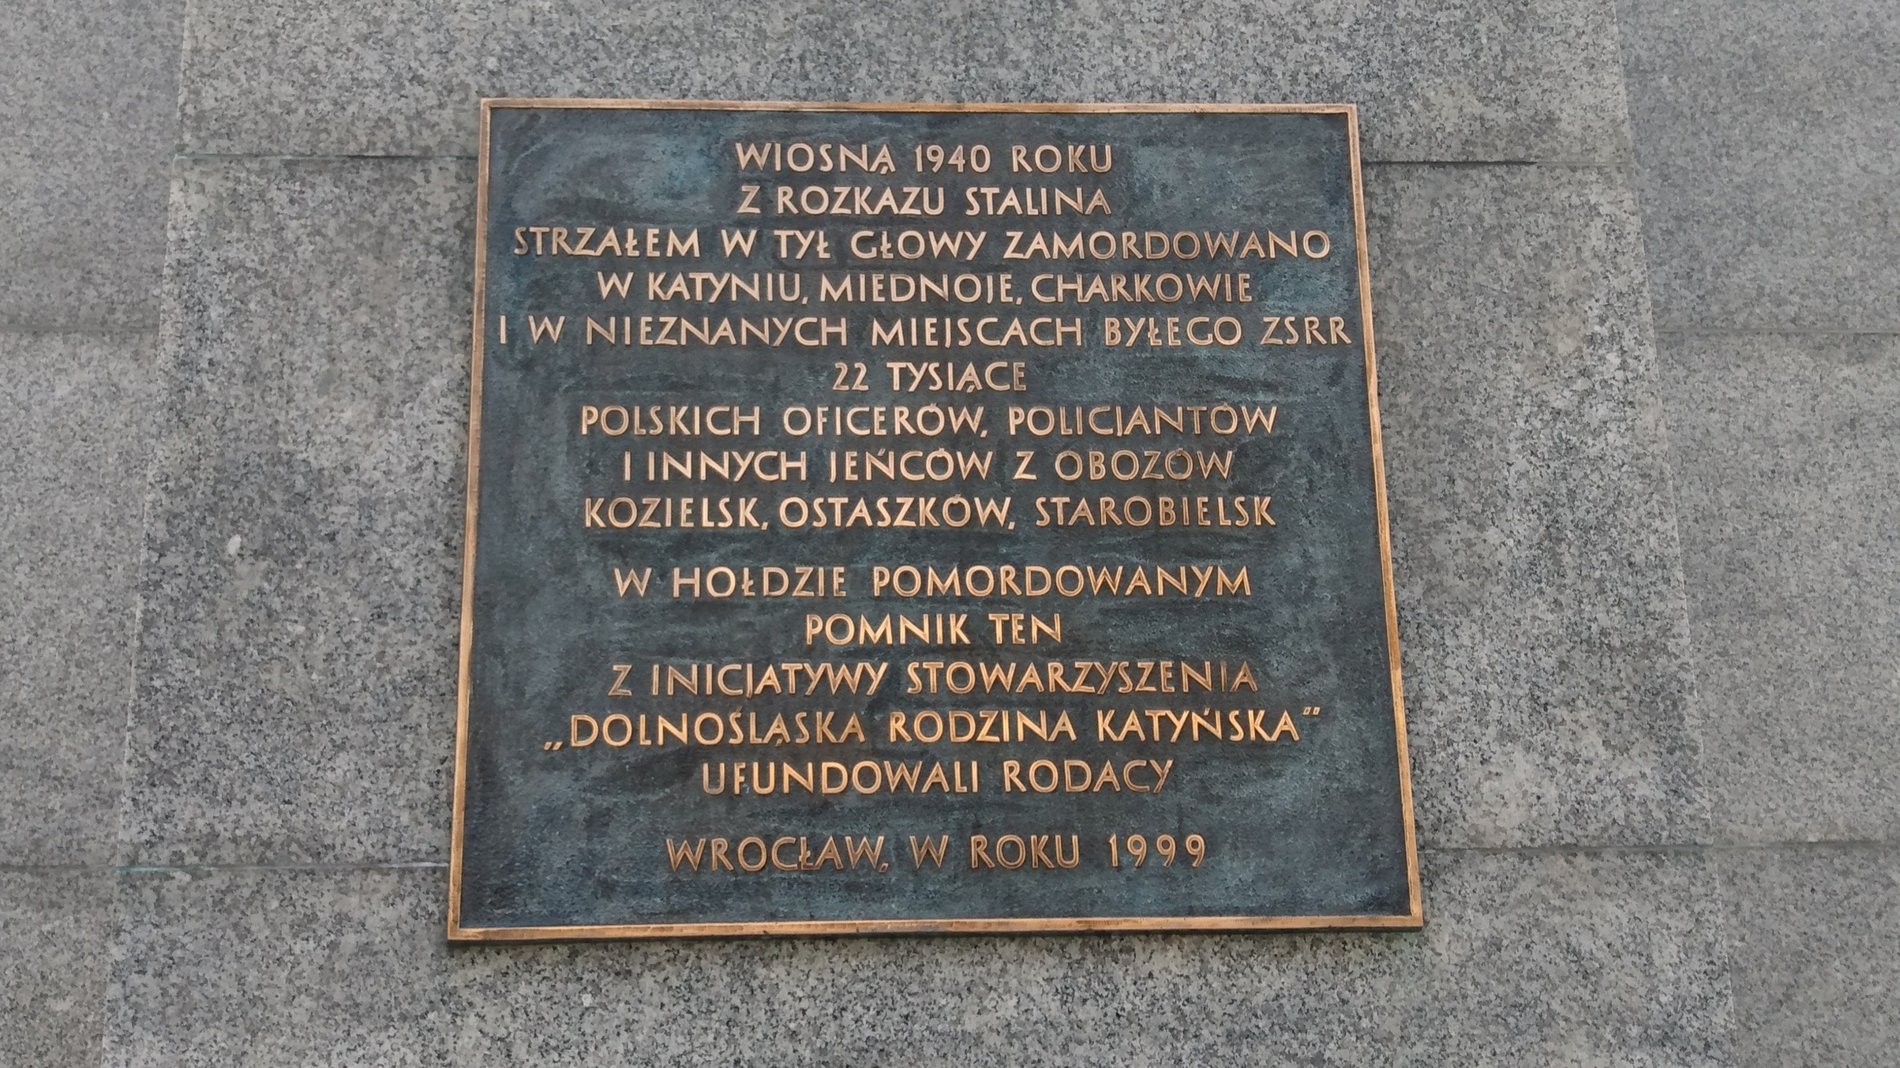 WIOSNĄ 1940 ROKU
Z ROZKAZU STALINA
STRZAŁEM W TYŁ GŁOWY ZAMORDOWANO
W KATYNIU, MIEDNOJE, CHARKOWIE
I W NIEZNANYCH MIEJSCACH BYŁEGO ZSRR
22 TYSIĄCE
POLSKICH OFICERÓW, POLICJANTÓW
I INNYCH JEŃCÓW Z OBOZÓW
KOZIELSK, OSTASZKÓW, STAROBIELSK
W HOŁDZIE POMORDOWANYM
POMNIK TEN
Z INICJATYWY STOWARZYSZENIA
„DOLNOŚLĄSKA RODZINA KATYŃSKA“
UFUNDOWALI RODACY
WROCŁAW, W ROKU 1999